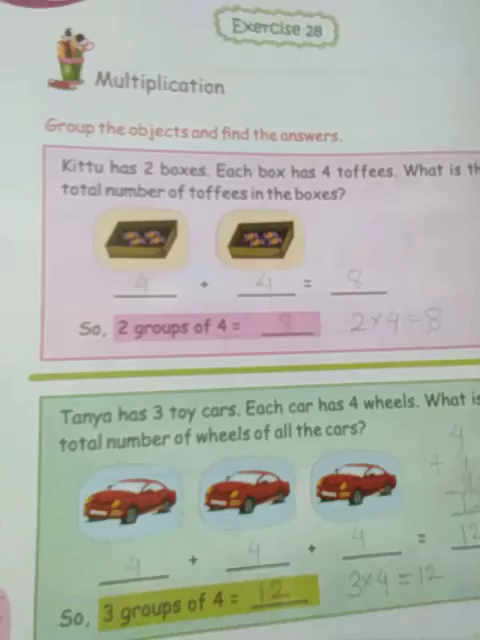 Exercise 28
Multiplication
Group the objects and find the answers.
Kittu has 2 boxes. Each box has 4 toffees. What is
total number of toffees in the boxes?
4 + 4 = 8
So, 2 groups of 4 = 8 2×4=8
Tanya has 3 toy cars. Each car has 4 wheels. What is
total number of wheels of all the cars?
4
+ 4
4 + 4 + 4 = 12
So, 3 groups of 4 = 12 3×4=12